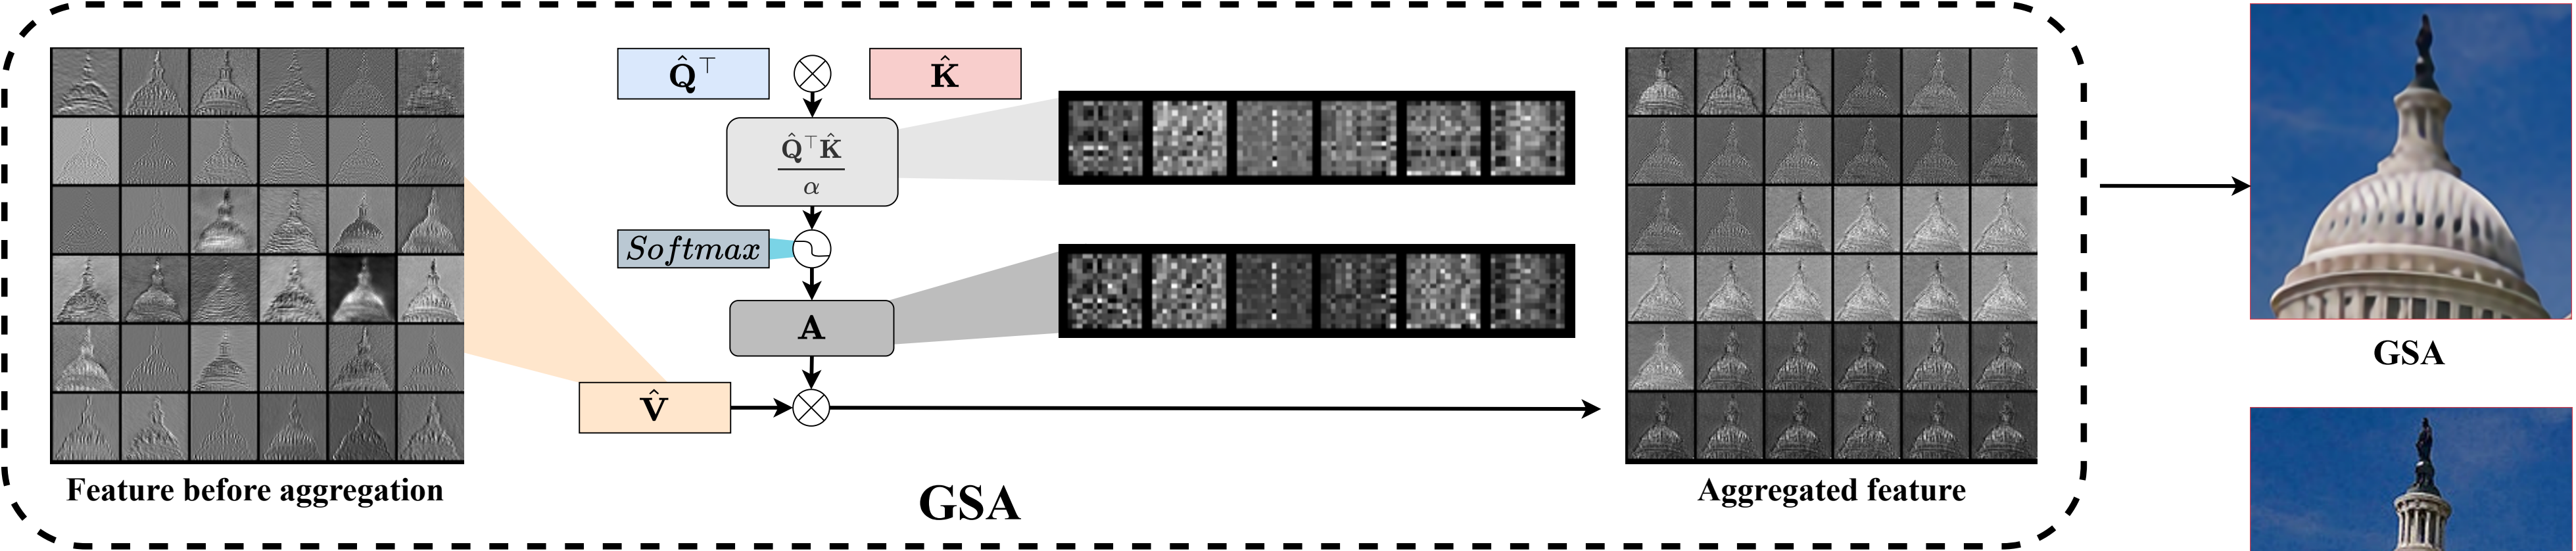 Q̂⊤
K̂
Q̂⊤K̂
α
Softmax
A
V̂
Feature before aggregation
GSA
Aggregated feature
GSA